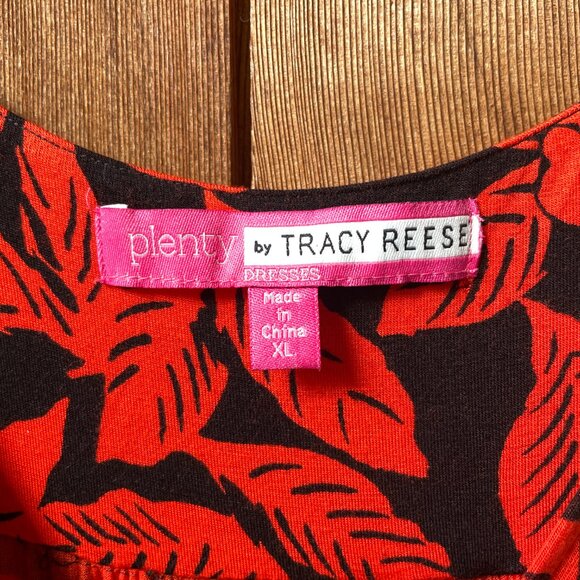 plenty by TRACY REESE
DRESSES
Made
in
China
XL